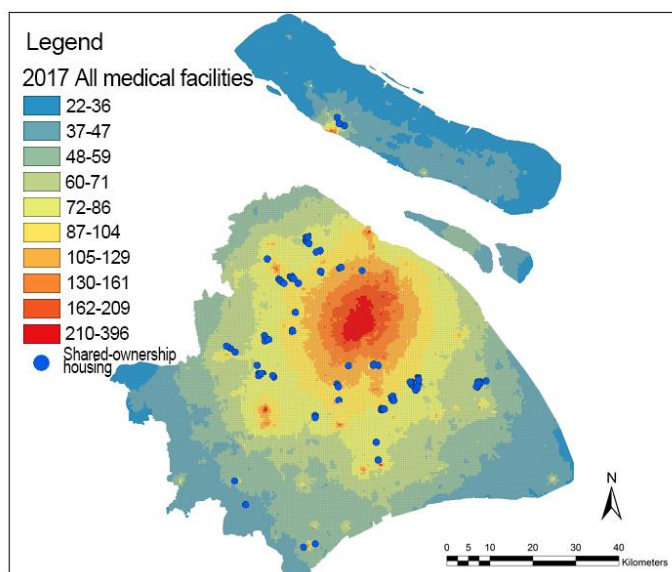 Legend
2017 All medical facilities
22-36
37-47
48-59
60-71
72-86
87-104
105-129
130-161
162-209
210-396
Shared-ownership
housing
N
0 5 10 20 30 40
Kilometers